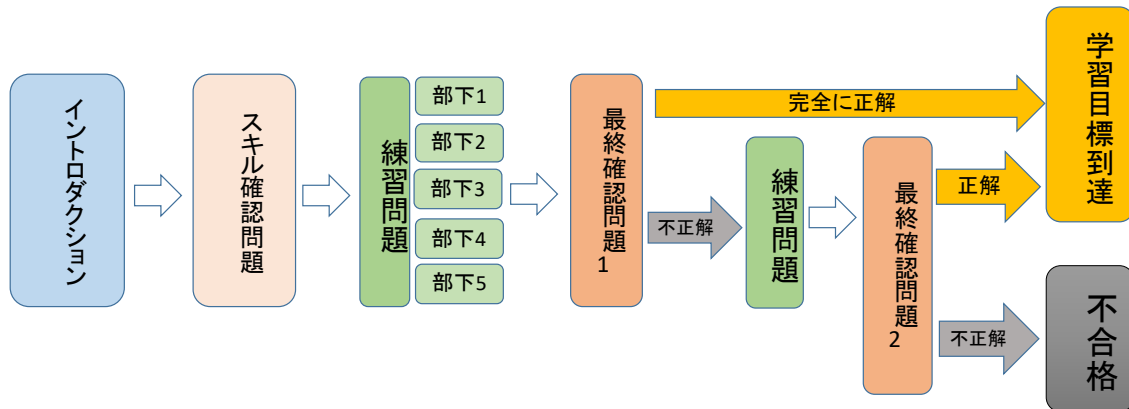 イントロダクション
スキル確認問題
練習問題
部下1
部下2
部下3
部下4
部下5
最終確認問題1
完全に正解
不正解
練習問題
最終確認問題2
正解
不正解
学習目標到達
不合格